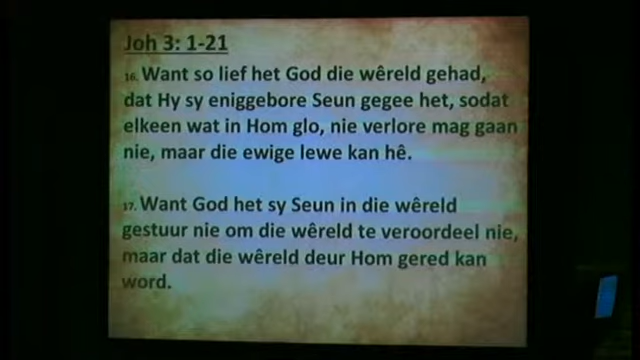 Joh 3: 1-21
16. Want so lief het God die wêreld gehad,
dat Hy sy eniggebore Seun gegee het, sodat
elkeen wat in Hom glo, nie verlore mag gaan
nie, maar die ewige lewe kan hê.
17. Want God het sy Seun in die wêreld
gestuur nie om die wêreld te veroordeel nie,
maar dat die wêreld deur Hom gered kan
word.